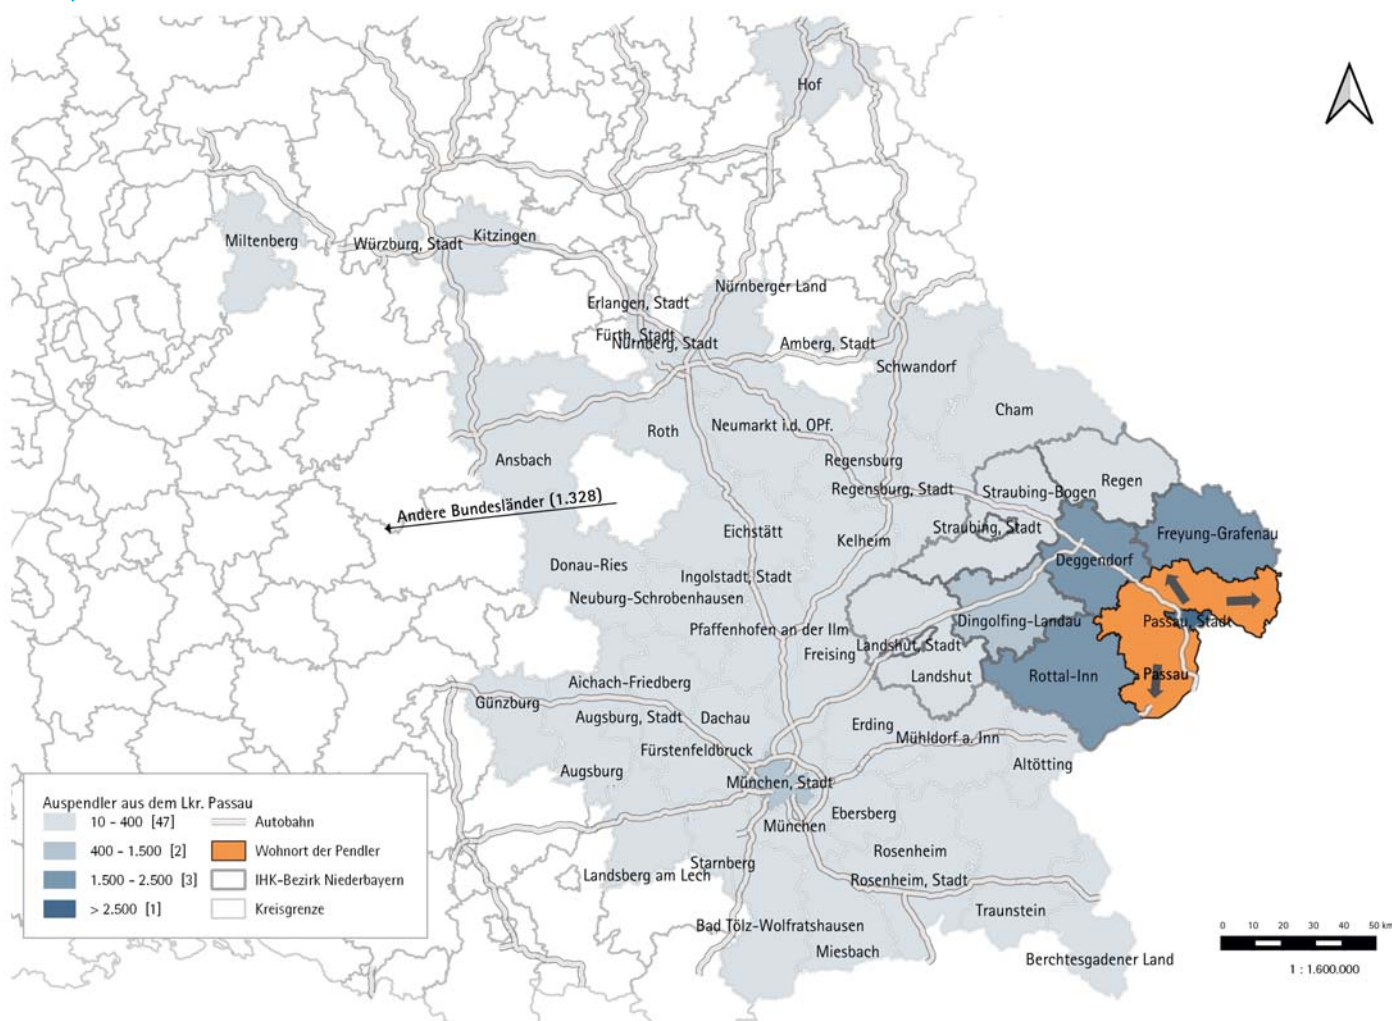 Hof
Miltenberg
Würzburg, Stadt
Kitzingen
Nürnberger Land
Erlangen, Stadt
Fürth, Stadt
Nürnberg, Stadt
Amberg, Stadt
Schwandorf
Cham
Roth
Neumarkt i.d. OPf.
Ansbach
Regensburg
Regensburg, Stadt
Regen
Straubing-Bogen
Andere Bundesländer (1.328)
Straubing, Stadt
Freyung-Grafenau
Eichstätt
Kelheim
Deggendorf
Donau-Ries
Ingolstadt, Stadt
Neuburg-Schrobenhausen
Pfaffenhofen an der Ilm
Dingolfing-Landau
Passau, Stadt
Freising
Landshut, Stadt
Landshut
Rottal-Inn
Passau
Aichach-Friedberg
Günzburg
Augsburg, Stadt
Dachau
Erding
Mühldorf a. Inn
Fürstenfeldbruck
Altötting
Augsburg
München, Stadt
Ebersberg
München
Rosenheim
Starnberg
Landsberg am Lech
Rosenheim, Stadt
Traunstein
Bad Tölz-Wolfratshausen
Miesbach
Berchtesgadener Land
Auspendler aus dem Lkr. Passau
10 - 400 [47]
Autobahn
400 - 1.500 [2]
Wohnort der Pendler
1.500 - 2.500 [3]
IHK-Bezirk Niederbayern
> 2.500 [1]
Kreisgrenze
0 10 20 30 40 50 km
1 : 1.600.000